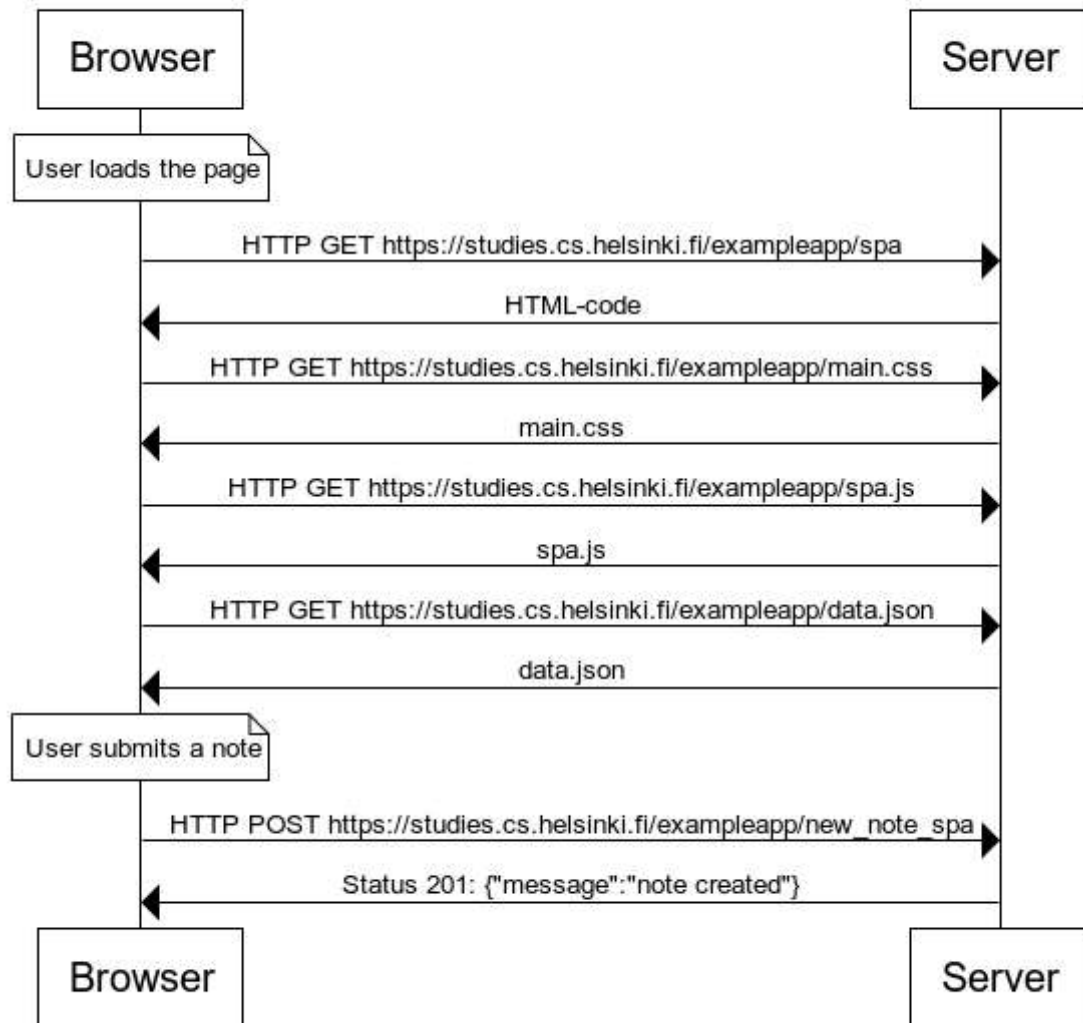 Browser
Server
User loads the page
HTTP GET https://studies.cs.helsinki.fi/exampleapp/spa
HTML-code
HTTP GET https://studies.cs.helsinki.fi/exampleapp/main.css
main.css
HTTP GET https://studies.cs.helsinki.fi/exampleapp/spa.js
spa.js
HTTP GET https://studies.cs.helsinki.fi/exampleapp/data.json
data.json
User submits a note
HTTP POST https://studies.cs.helsinki.fi/exampleapp/new_note_spa
Status 201: {"message":"note created"}
Browser
Server